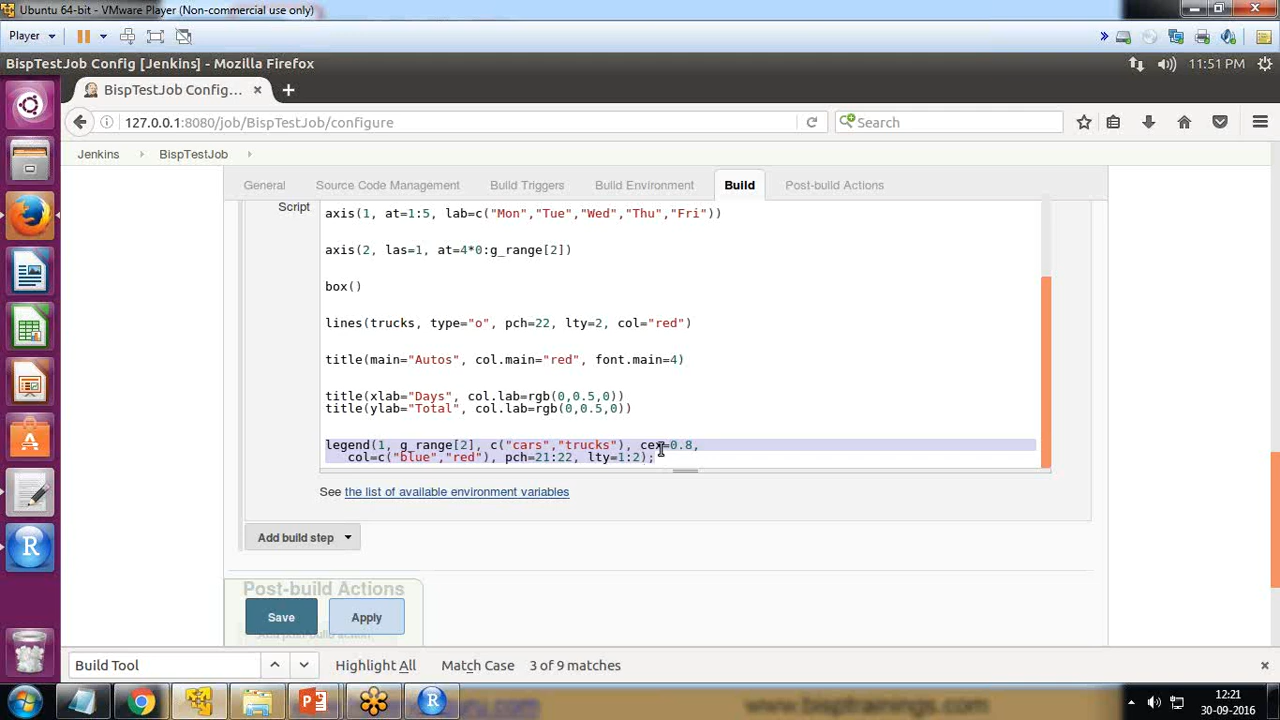 Ubuntu 64-bit - VMware Player (Non-commercial use only)
Player
BispTestJob Config [Jenkins] - Mozilla Firefox
11:51 PM
BispTestJob Config...
127.0.0.1:8080/job/BispTestJob/configure
Search
Jenkins
BispTestJob
General
Source Code Management
Build Triggers
Build Environment
Build
Post-build Actions
Script
axis(1, at=1:5, lab=c("Mon","Tue","Wed","Thu","Fri"))
axis(2, las=1, at=4*0:g_range[2])
box()
lines(trucks, type="o", pch=22, lty=2, col="red")
title(main="Autos", col.main="red", font.main=4)
title(xlab="Days", col.lab=rgb(0,0.5,0))
title(ylab="Total", col.lab=rgb(0,0.5,0))
legend(1, g_range[2], c("cars","trucks"), cex=0.8,
col=c("blue","red"), pch=21:22, lty=1:2);
See the list of available environment variables
Add build step
Post-build Actions
Save
Apply
Build Tool
Highlight All
Match Case
3 of 9 matches
www.bisptrainings.com
12:21
30-09-2016